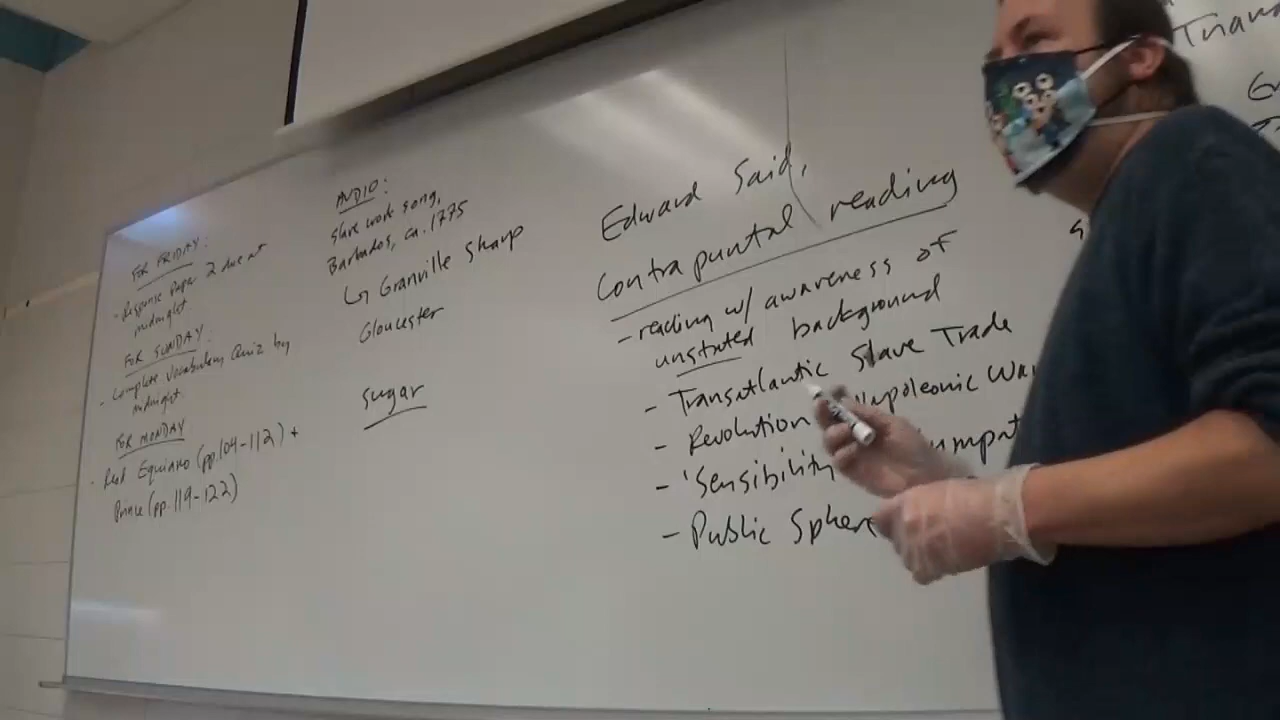 FOR FRIDAY:
- Response Paper 2 due at
midnight
FOR SUNDAY:
- Complete Vocabulary Quiz by
midnight.
FOR MONDAY
- Read Equiano (pp.104-112) +
Prince (pp.119-122)
AUDIO:
slave work song,
Barbados, ca. 1775
↳ Granville Sharp
Gloucester
sugar
Edward Said,
Contrapuntal reading
- reading w/ awareness of
unstated background
- Transatlantic Slave Trade
- Revolution Napoleonic War
- 'Sensibility
- Public Sphere